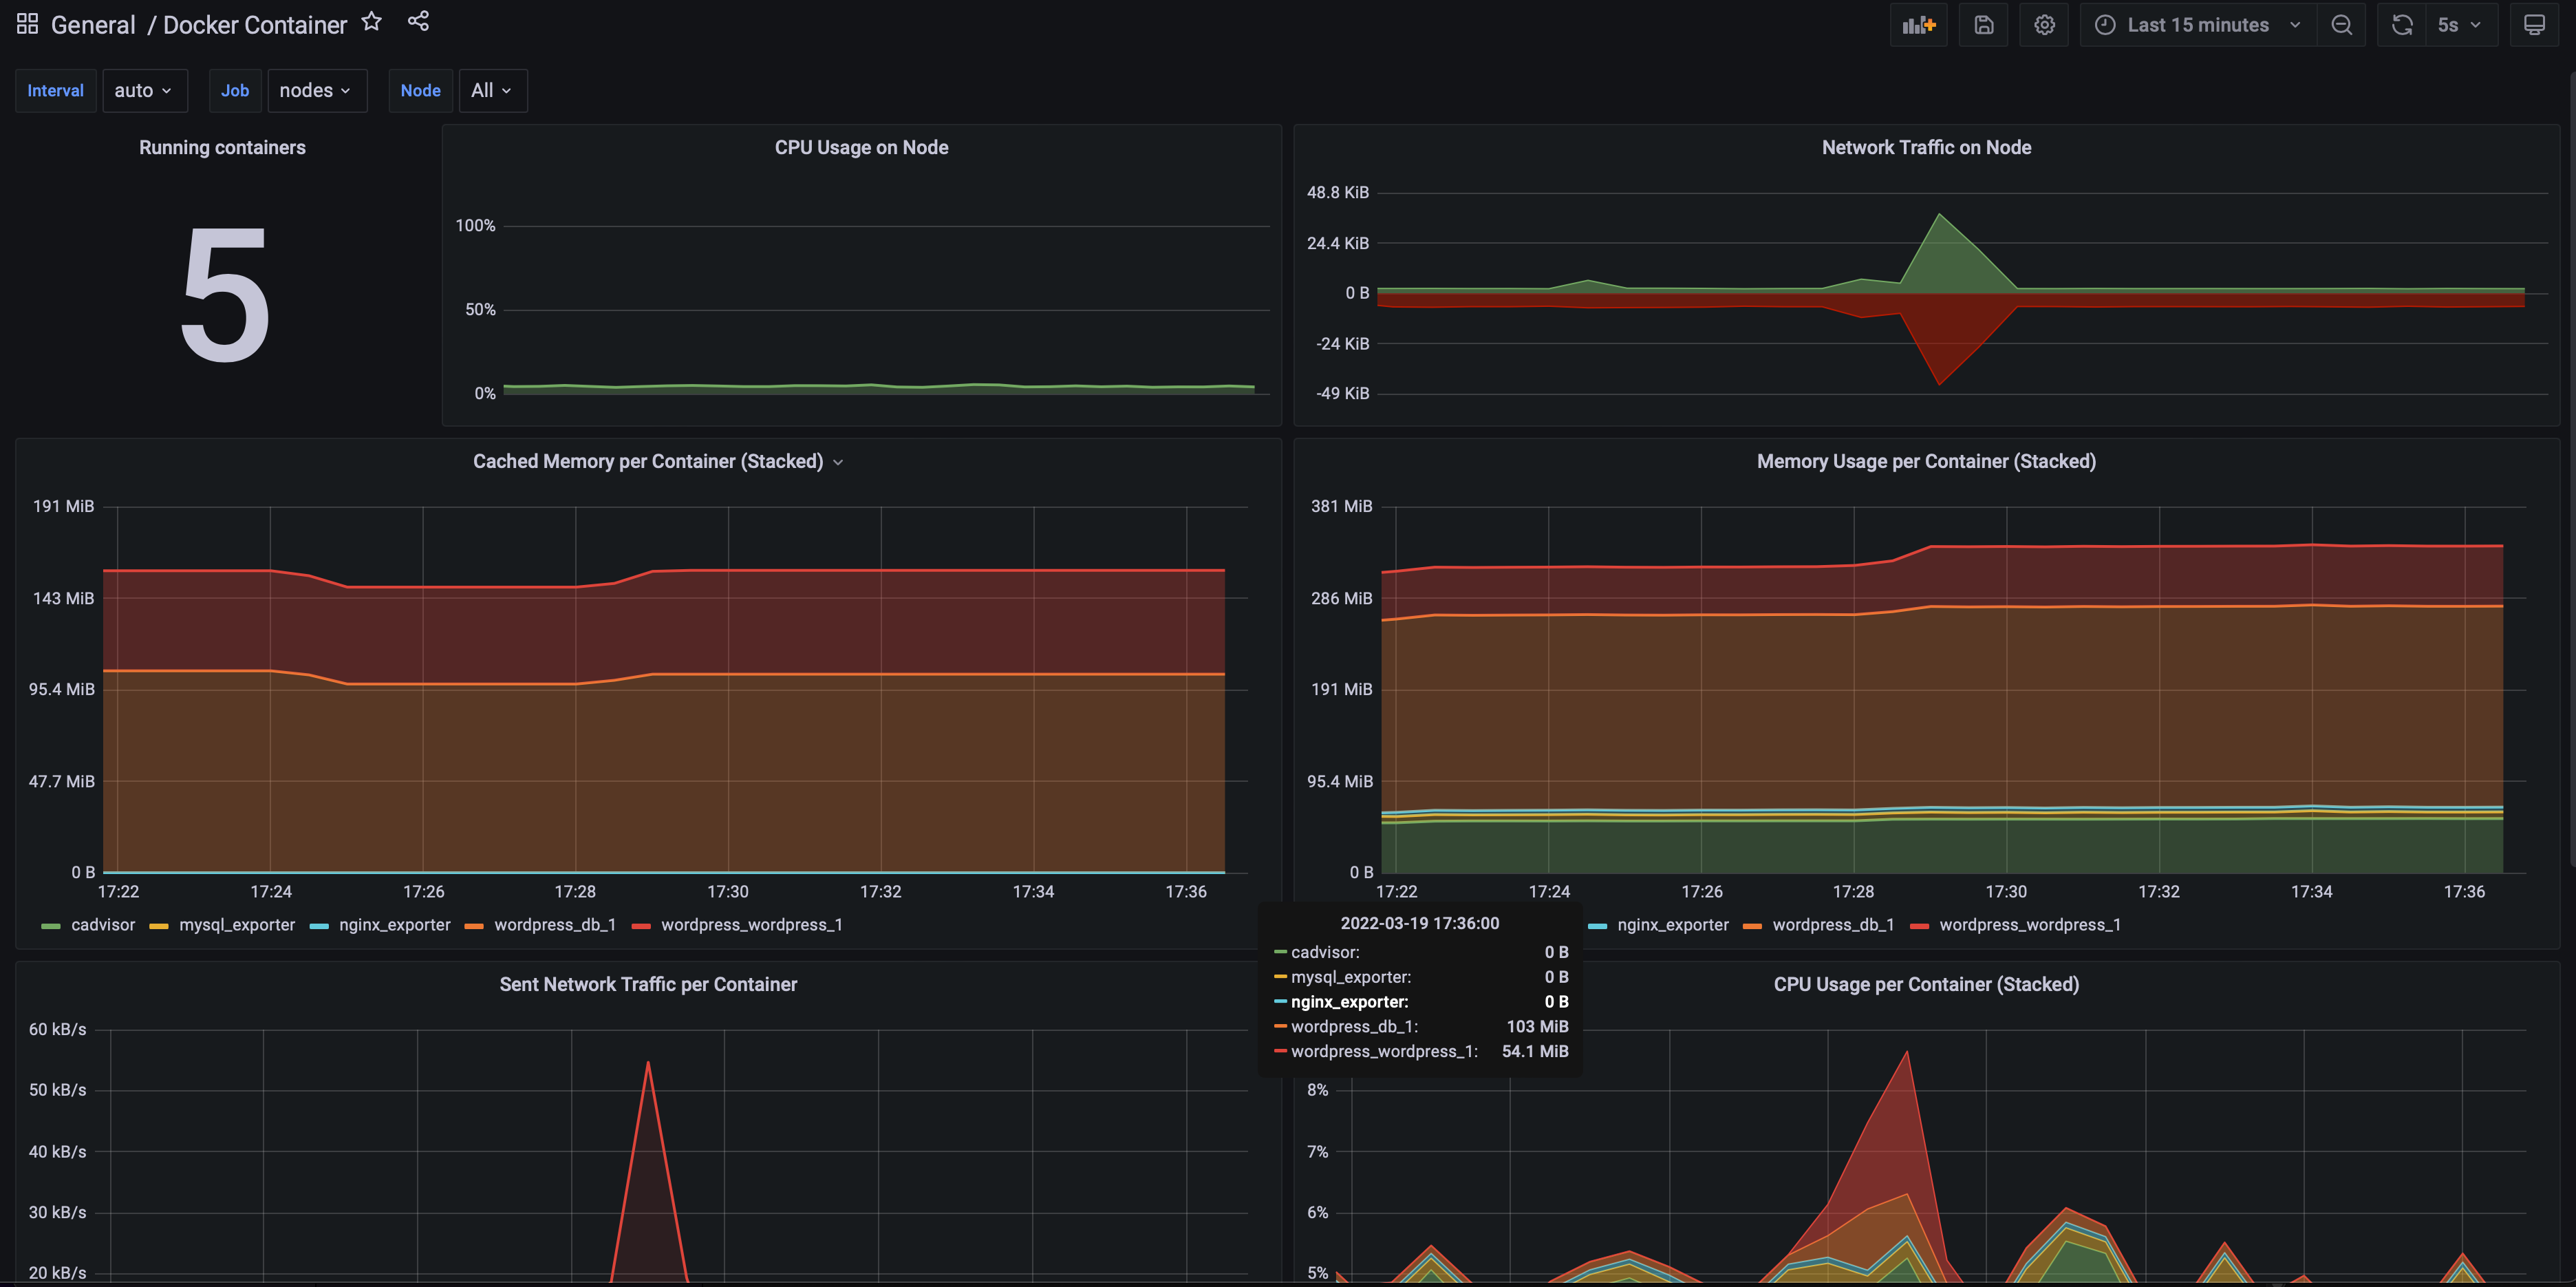 General / Docker Container
Last 15 minutes
5s
Interval auto Job nodes Node All
Running containers
5
CPU Usage on Node
100%
50%
0%
Network Traffic on Node
48.8 KiB
24.4 KiB
0 B
-24 KiB
-49 KiB
Cached Memory per Container (Stacked)
191 MiB
143 MiB
95.4 MiB
47.7 MiB
0 B
17:22 17:24 17:26 17:28 17:30 17:32 17:34 17:36
cadvisor mysql_exporter nginx_exporter wordpress_db_1 wordpress_wordpress_1
Memory Usage per Container (Stacked)
381 MiB
286 MiB
191 MiB
95.4 MiB
0 B
17:22 17:24 17:26 17:28 17:30 17:32 17:34 17:36
nginx_exporter wordpress_db_1 wordpress_wordpress_1
2022-03-19 17:36:00
cadvisor: 0 B
mysql_exporter: 0 B
nginx_exporter: 0 B
wordpress_db_1: 103 MiB
wordpress_wordpress_1: 54.1 MiB
Sent Network Traffic per Container
60 kB/s
50 kB/s
40 kB/s
30 kB/s
20 kB/s
CPU Usage per Container (Stacked)
8%
7%
6%
5%